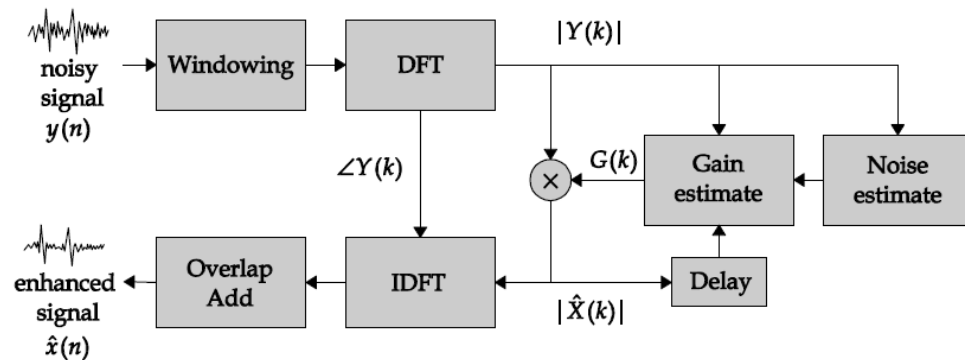 noisy
signal
y(n)
Windowing
DFT
|Y(k)|
∠Y(k)
×
G(k)
Gain
estimate
Noise
estimate
enhanced
signal
x̂(n)
Overlap
Add
IDFT
|X̂(k)|
Delay